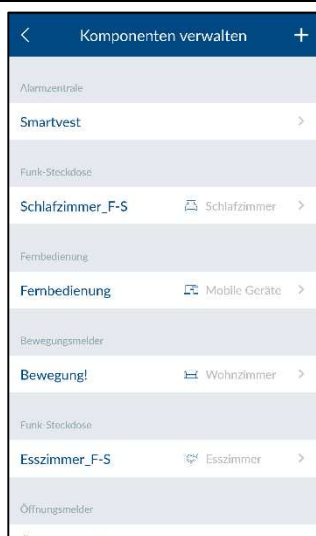 Komponenten verwalten +
Alarmzentrale
Smartvest
Funk-Steckdose
Schlafzimmer_F-S Schlafzimmer
Fernbedienung
Fernbedienung Mobile Geräte
Bewegungsmelder
Bewegung! Wohnzimmer
Funk-Steckdose
Esszimmer_F-S Esszimmer
Öffnungsmelder